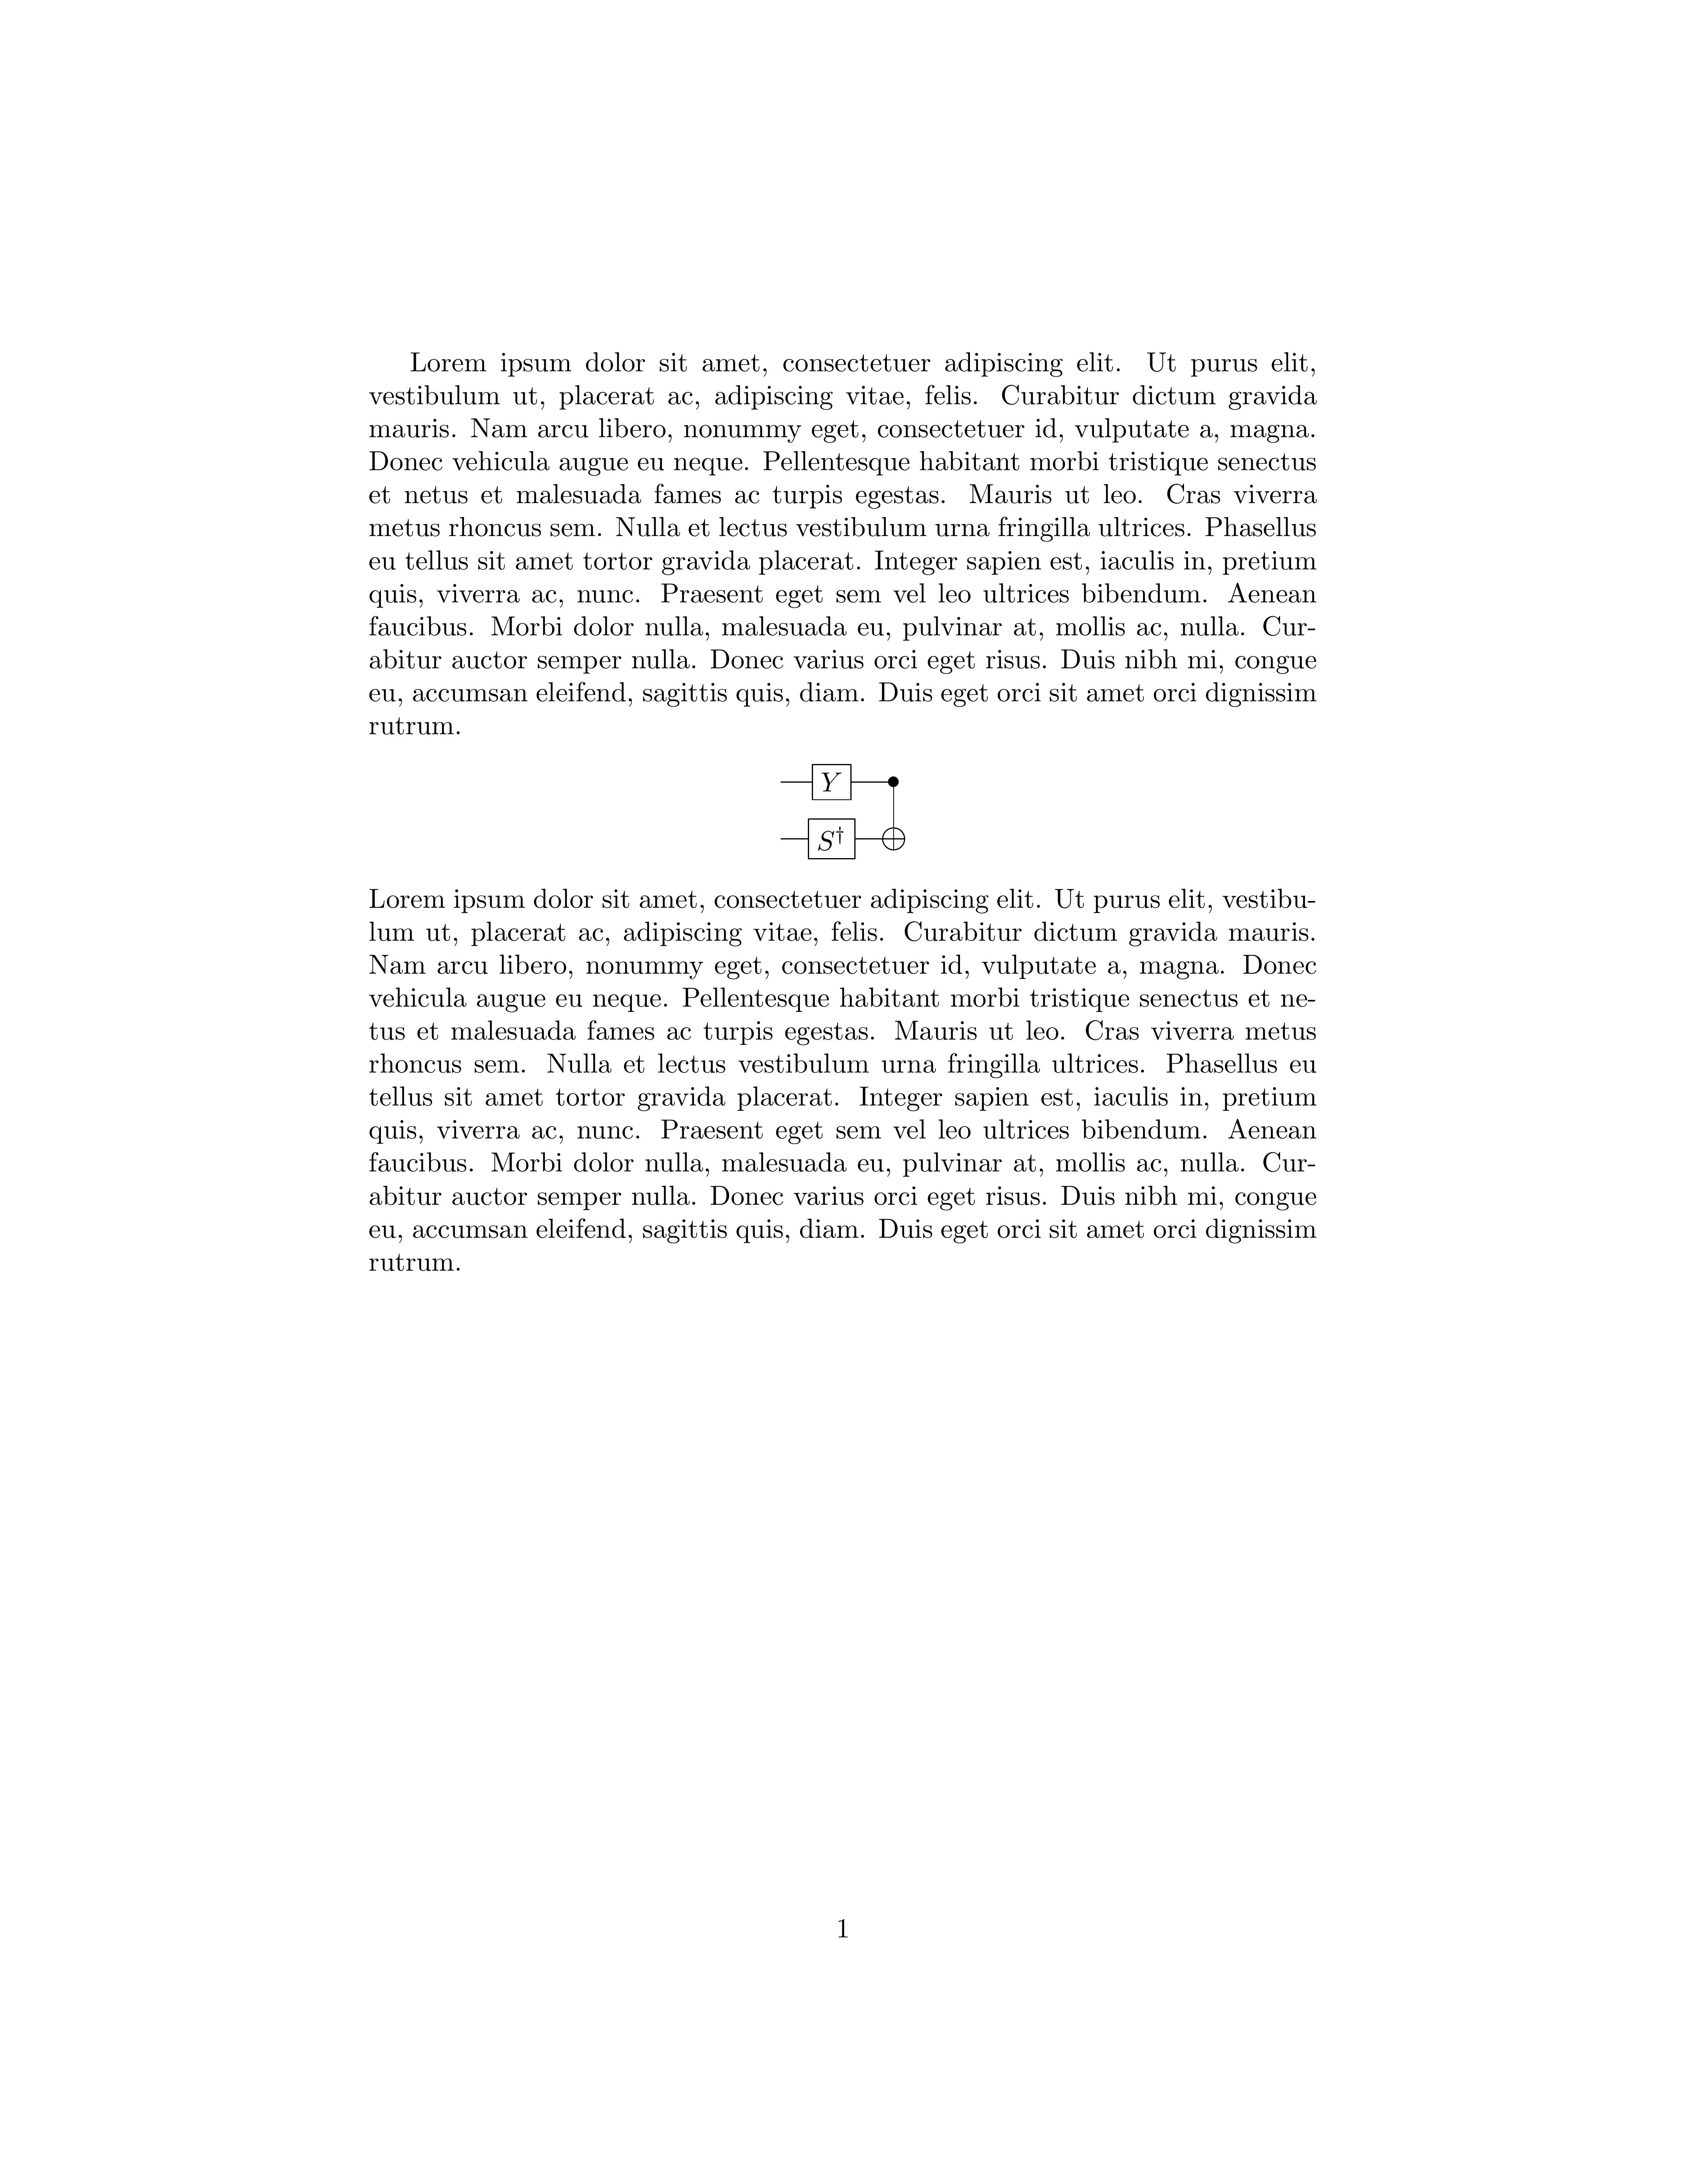 Lorem ipsum dolor sit amet, consectetuer adipiscing elit. Ut purus elit,
vestibulum ut, placerat ac, adipiscing vitae, felis. Curabitur dictum gravida
mauris. Nam arcu libero, nonummy eget, consectetuer id, vulputate a, magna.
Donec vehicula augue eu neque. Pellentesque habitant morbi tristique senectus
et netus et malesuada fames ac turpis egestas. Mauris ut leo. Cras viverra
metus rhoncus sem. Nulla et lectus vestibulum urna fringilla ultrices. Phasellus
eu tellus sit amet tortor gravida placerat. Integer sapien est, iaculis in, pretium
quis, viverra ac, nunc. Praesent eget sem vel leo ultrices bibendum. Aenean
faucibus. Morbi dolor nulla, malesuada eu, pulvinar at, mollis ac, nulla. Cur-
abitur auctor semper nulla. Donec varius orci eget risus. Duis nibh mi, congue
eu, accumsan eleifend, sagittis quis, diam. Duis eget orci sit amet orci dignissim
rutrum.
Y
S†
Lorem ipsum dolor sit amet, consectetuer adipiscing elit. Ut purus elit, vestibu-
lum ut, placerat ac, adipiscing vitae, felis. Curabitur dictum gravida mauris.
Nam arcu libero, nonummy eget, consectetuer id, vulputate a, magna. Donec
vehicula augue eu neque. Pellentesque habitant morbi tristique senectus et ne-
tus et malesuada fames ac turpis egestas. Mauris ut leo. Cras viverra metus
rhoncus sem. Nulla et lectus vestibulum urna fringilla ultrices. Phasellus eu
tellus sit amet tortor gravida placerat. Integer sapien est, iaculis in, pretium
quis, viverra ac, nunc. Praesent eget sem vel leo ultrices bibendum. Aenean
faucibus. Morbi dolor nulla, malesuada eu, pulvinar at, mollis ac, nulla. Cur-
abitur auctor semper nulla. Donec varius orci eget risus. Duis nibh mi, congue
eu, accumsan eleifend, sagittis quis, diam. Duis eget orci sit amet orci dignissim
rutrum.
1